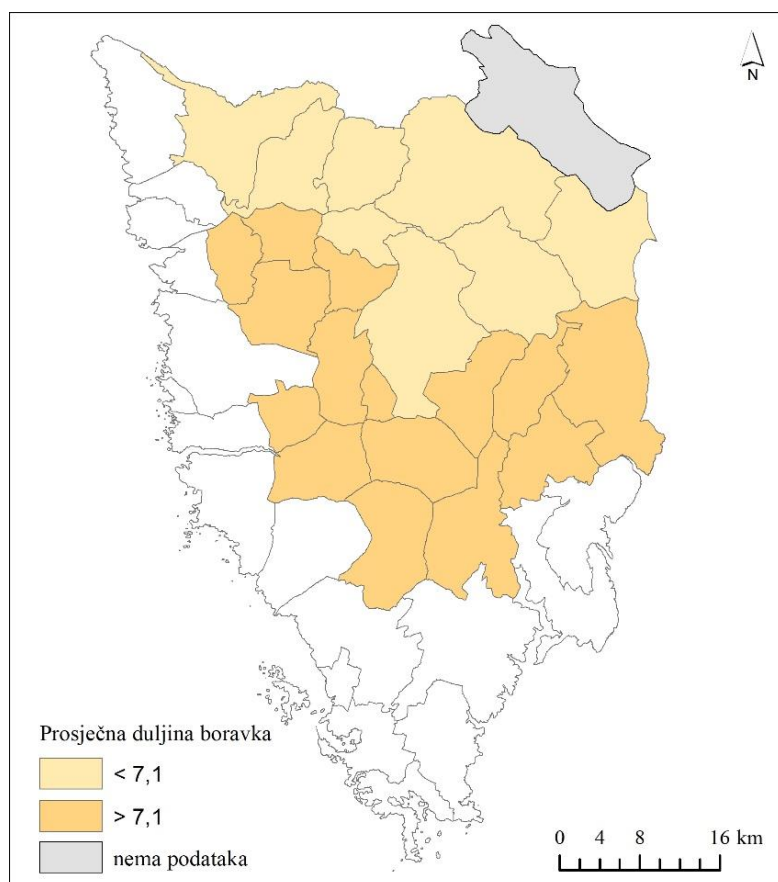 N
Prosječna duljina boravka
< 7,1
> 7,1
nema podataka
0 4 8 16 km